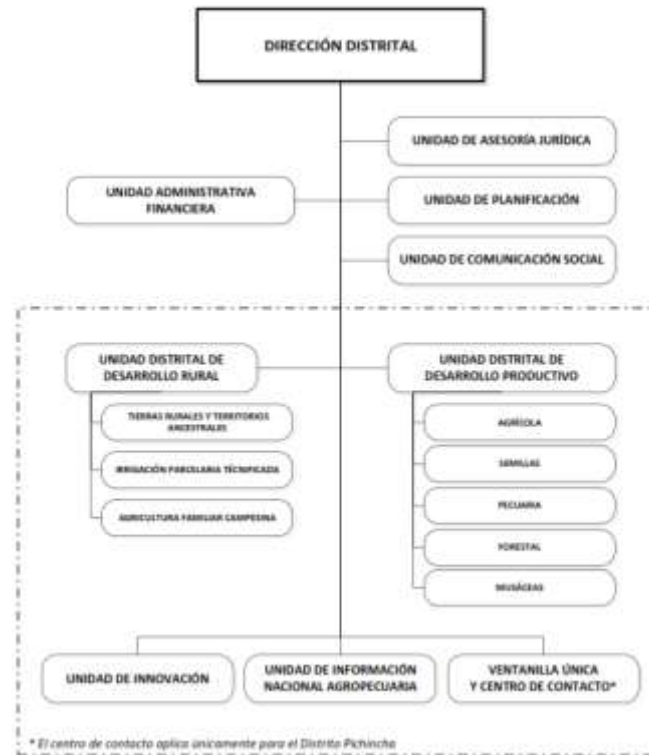 DIRECCIÓN DISTRITAL
UNIDAD DE ASESORÍA JURÍDICA
UNIDAD ADMINISTRATIVA
FINANCIERA
UNIDAD DE PLANIFICACIÓN
UNIDAD DE COMUNICACIÓN SOCIAL
UNIDAD DISTRITAL DE
DESARROLLO RURAL
TIERRAS RURALES Y TERRITORIOS
ANCESTRALES
IRRIGACIÓN PARCELARIA TÉCNIFICADA
AGRICULTURA FAMILIAR CAMPESINA
UNIDAD DISTRITAL DE
DESARROLLO PRODUCTIVO
AGRÍCOLA
SEMILLAS
PECUARIA
FORESTAL
MUSÁCEAS
UNIDAD DE INNOVACIÓN
UNIDAD DE INFORMACIÓN
NACIONAL AGROPECUARIA
VENTANILLA ÚNICA
Y CENTRO DE CONTACTO*
* El centro de contacto aplica únicamente para el Distrito Pichincha